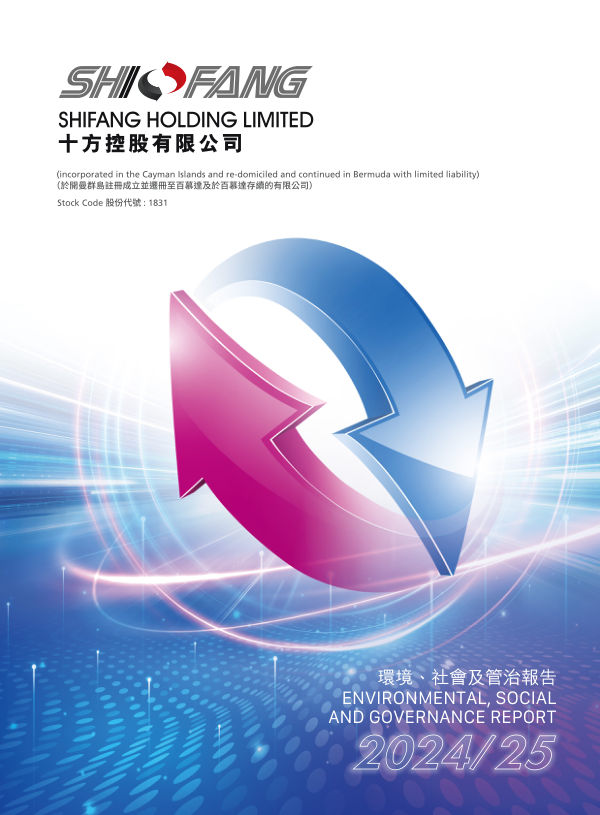 SHIFANG
SHIFANG HOLDING LIMITED
十方控股有限公司
(incorporated in the Cayman Islands and re-domiciled and continued in Bermuda with limited liability)
(於開曼群島註冊成立並遷冊至百慕達及於百慕達存續的有限公司)
Stock Code 股份代號 : 1831
環境、社會及管治報告
ENVIRONMENTAL, SOCIAL
AND GOVERNANCE REPORT
2024/25